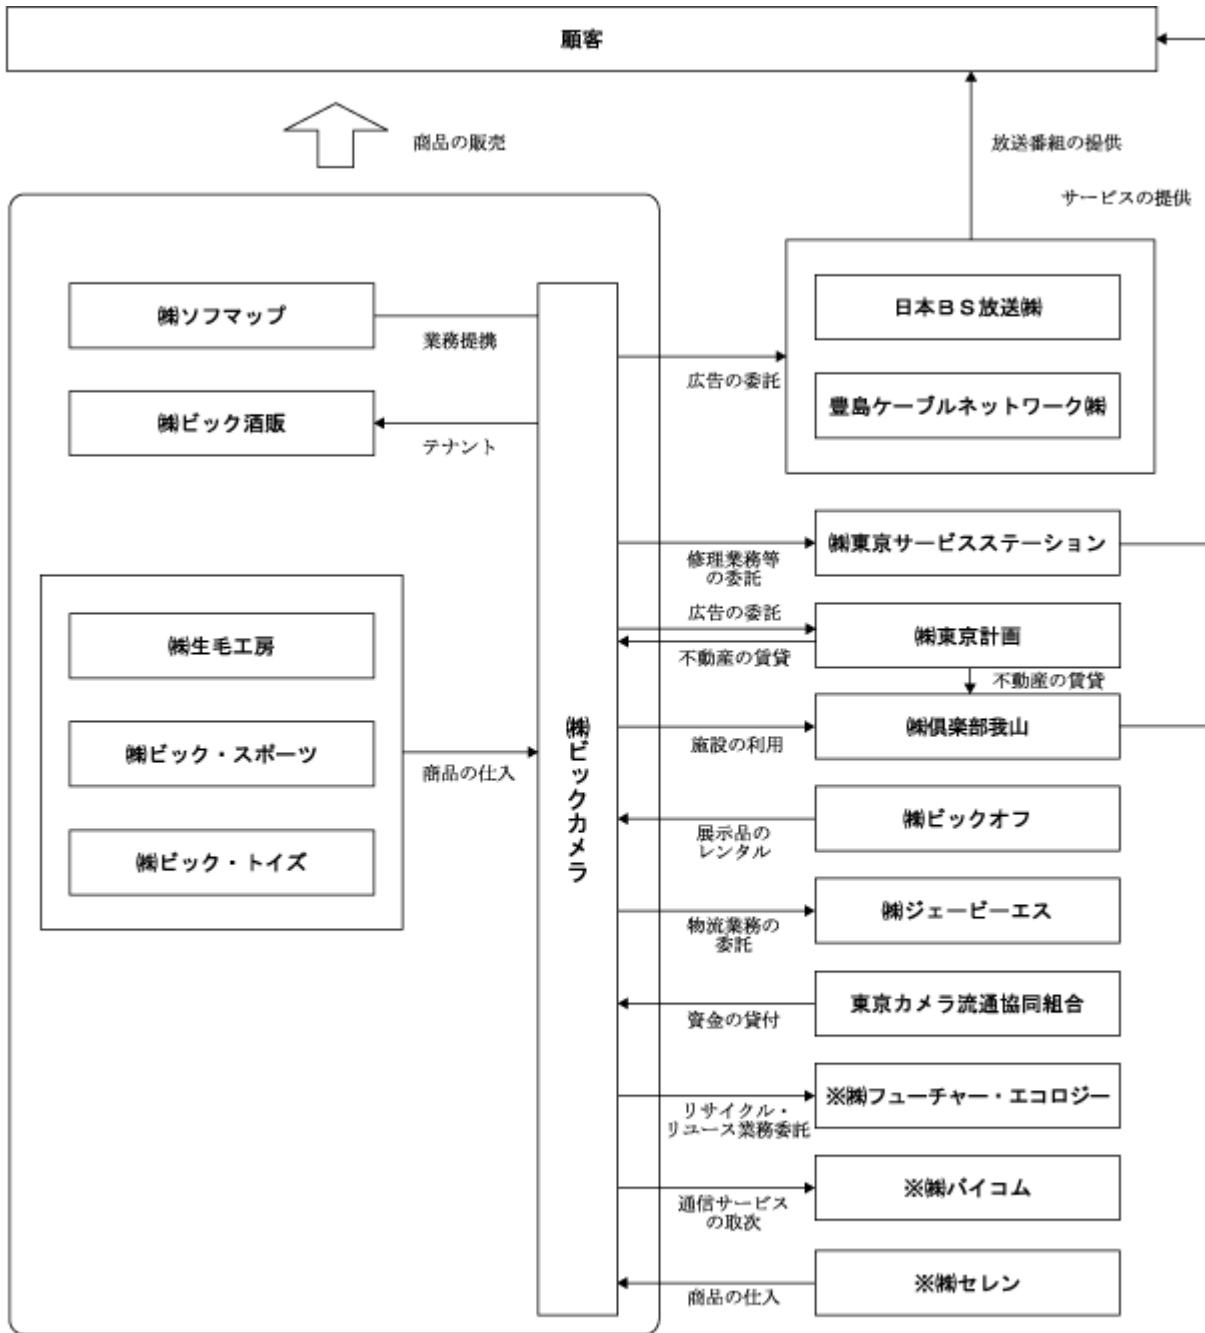 顧客
商品の販売
放送番組の提供
サービスの提供
㈱ソフマップ
業務提携
㈱ビック酒販
テナント
㈱生毛工房
㈱ビック・スポーツ
㈱ビック・トイズ
商品の仕入
㈱ビックカメラ
広告の委託
日本ＢＳ放送㈱
豊島ケーブルネットワーク㈱
修理業務等
の委託
㈱東京サービスステーション
広告の委託
不動産の賃貸
㈱東京計画
不動産の賃貸
施設の利用
㈱倶楽部我山
展示品の
レンタル
㈱ビックオフ
物流業務の
委託
㈱ジェービーエス
資金の貸付
東京カメラ流通協同組合
リサイクル・
リユース業務委託
※㈱フューチャー・エコロジー
通信サービス
の取次
※㈱バイコム
商品の仕入
※㈱セレン